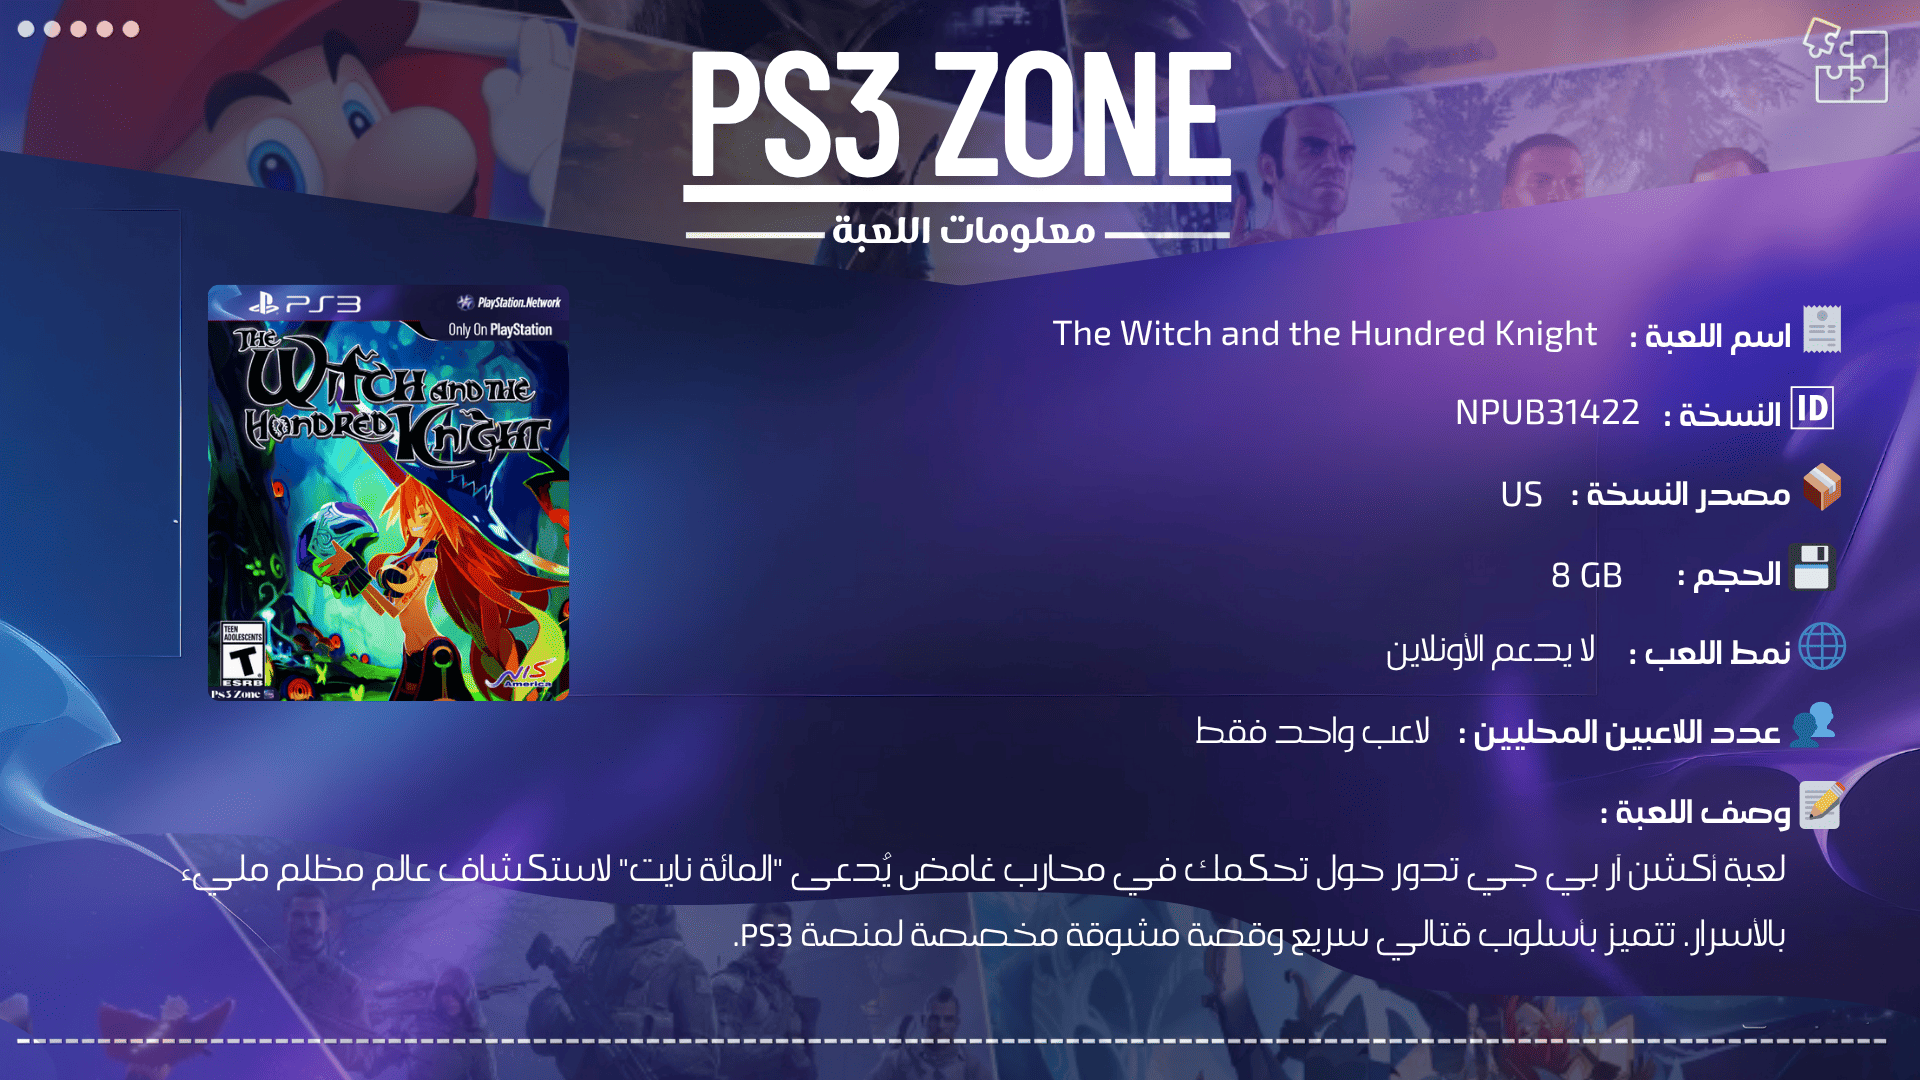 PS3 ZONE
معلومات اللعبة
PS3 PlayStation.Network
Only On PlayStation
THE WITCH AND THE HUNDRED KNIGHT
TEEN
ADOLESCENTS
T
ESRB
Ps3 Zone
NIS America
اسم اللعبة : The Witch and the Hundred Knight
ID النسخة : NPUB31422
مصدر النسخة : US
الحجم : 8 GB
نمط اللعب : لا يدعم الأونلاين
عدد اللاعبين المحليين : لاعب واحد فقط
وصف اللعبة :
لعبة أكشن آر بي جي تدور حول تحكمك في محارب غامض يُدعى "المائة نايت" لاستكشاف عالم مظلم مليء
بالأسرار. تتميز بأسلوب قتالي سريع وقصة مشوقة مخصصة لمنصة PS3.